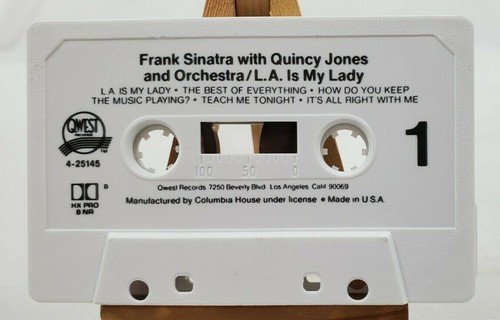 Frank Sinatra with Quincy Jones
and Orchestra/L.A. Is My Lady
L.A IS MY LADY • THE BEST OF EVERYTHING • HOW DO YOU KEEP
THE MUSIC PLAYING? • TEACH ME TONIGHT • IT'S ALL RIGHT WITH ME
QWEST
RECORDS
TM
4-25145
1
100 50 0
B
HX PRO
B NR
Qwest Records 7250 Beverly Blvd Los Angeles Calif 90069
Manufactured by Columbia House under license • Made in U.S.A.